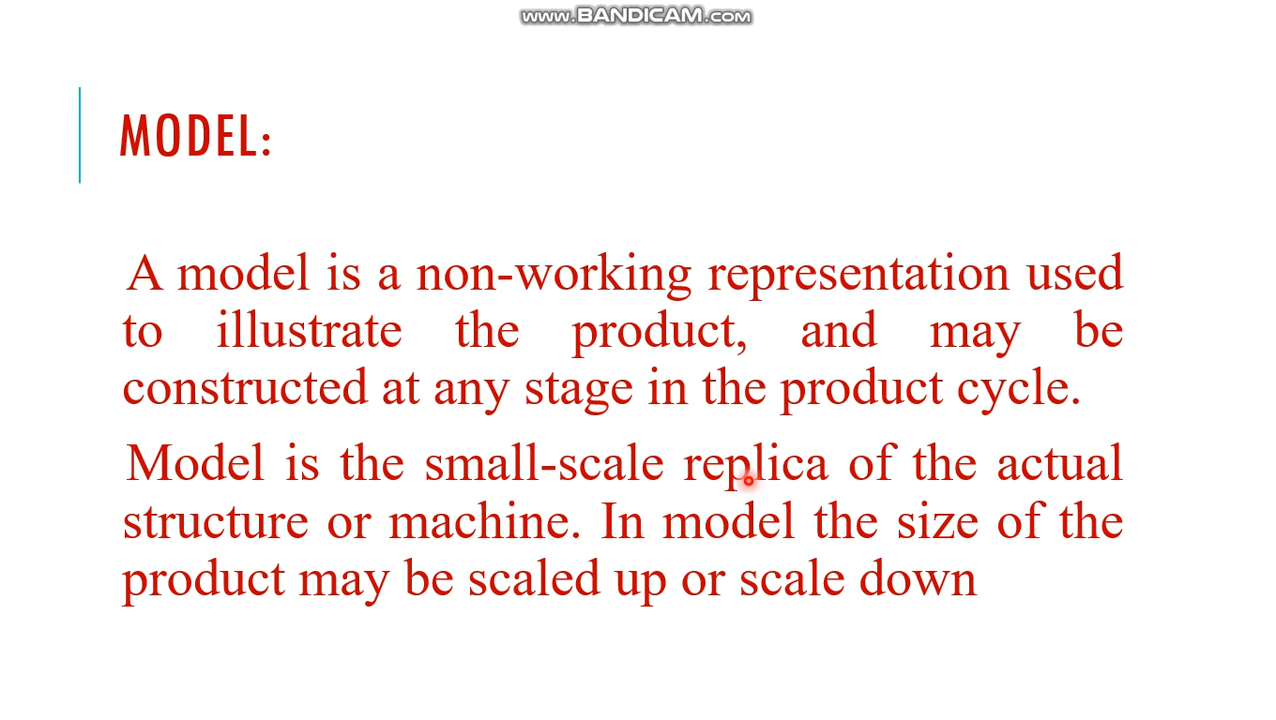 www.BANDICAM.com
MODEL:
A model is a non-working representation used
to illustrate the product, and may be
constructed at any stage in the product cycle.
Model is the small-scale replica of the actual
structure or machine. In model the size of the
product may be scaled up or scale down